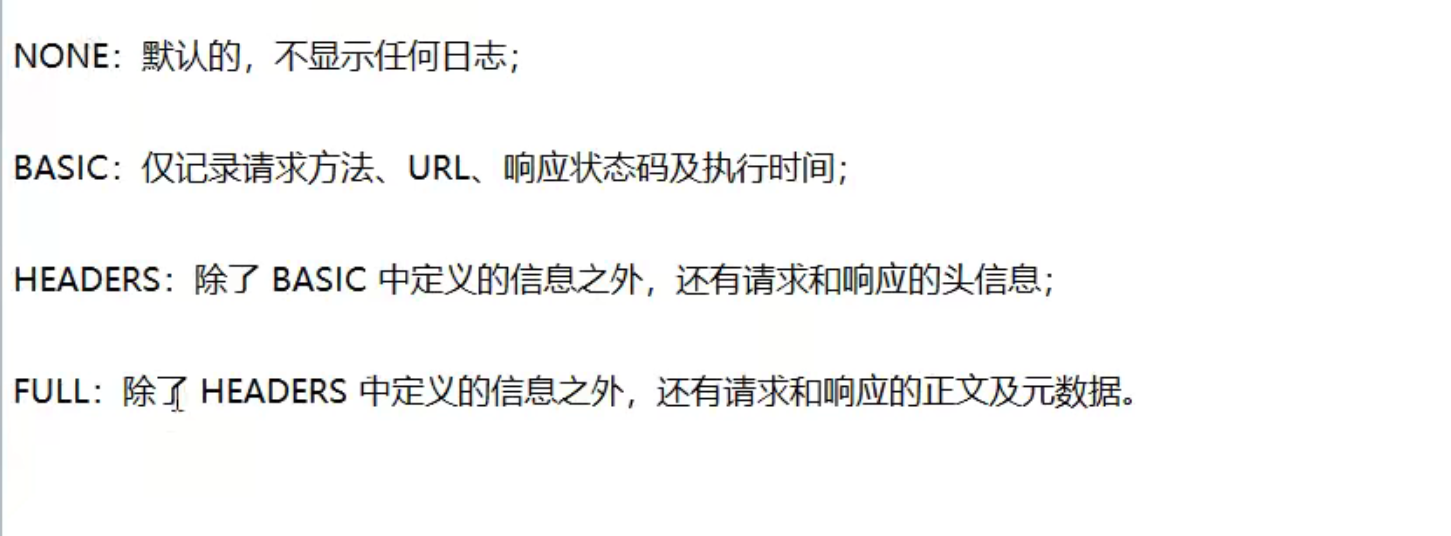 NONE：默认的，不显示任何日志；
BASIC：仅记录请求方法、URL、响应状态码及执行时间；
HEADERS：除了 BASIC 中定义的信息之外，还有请求和响应的头信息；
FULL：除了 HEADERS 中定义的信息之外，还有请求和响应的正文及元数据。